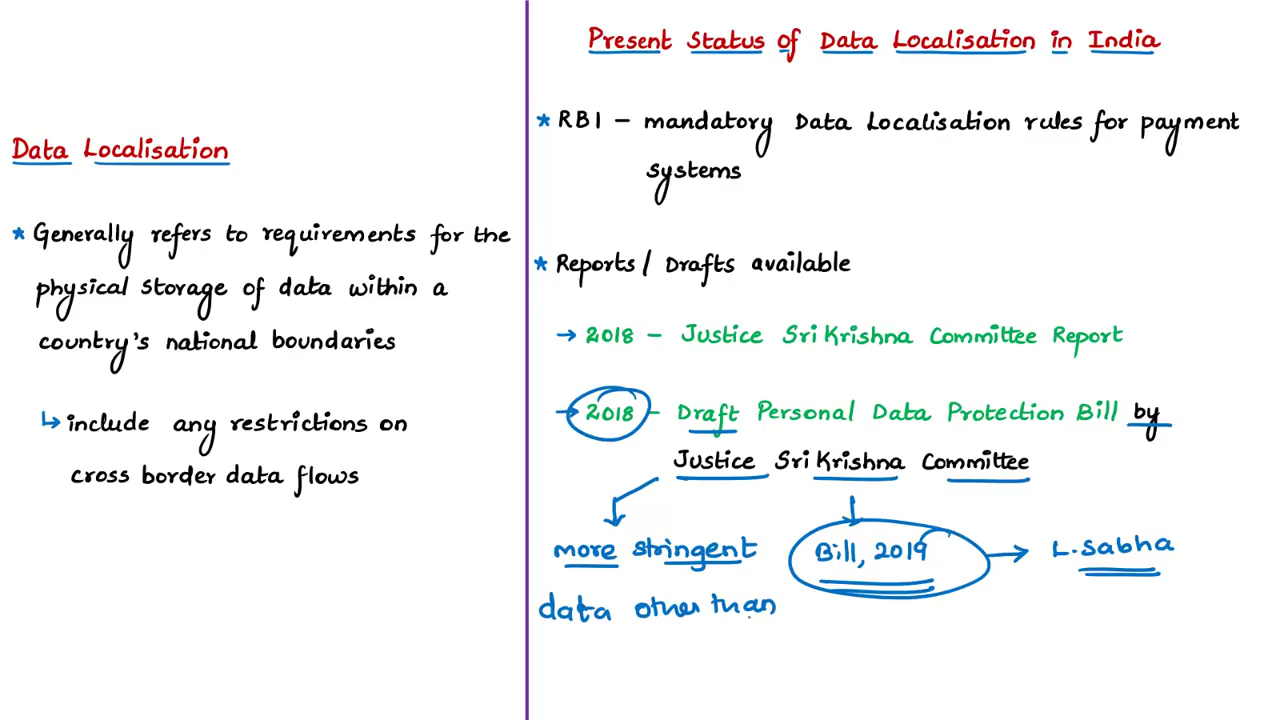 Data Localisation
* Generally refers to requirements for the
physical storage of data within a
country's national boundaries
↳ include any restrictions on
cross border data flows
Present Status of Data Localisation in India
* RBI – mandatory Data Localisation rules for payment
systems
* Reports / Drafts available
→ 2018 – Justice Sri Krishna Committee Report
→ 2018 – Draft Personal Data Protection Bill by
Justice Sri Krishna Committee
more stringent Bill, 2019 → L.Sabha
data other than